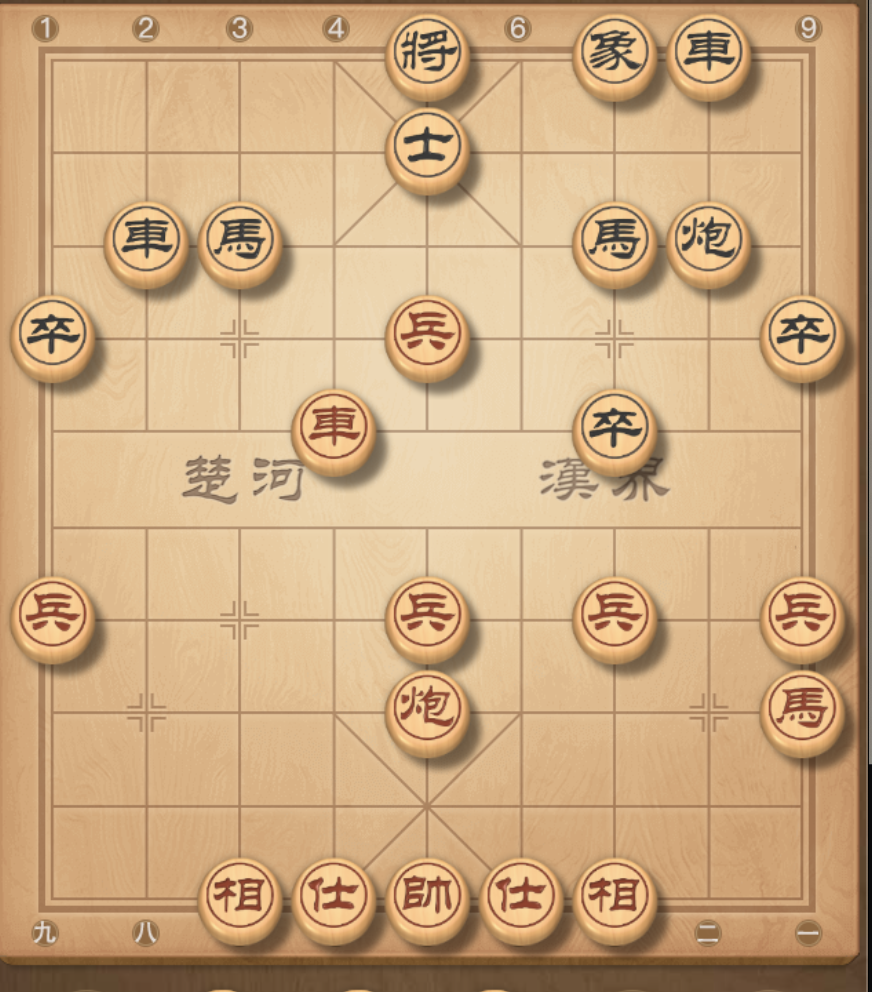 1 2 3 4 6 9
將 象 車
士
車 馬 馬 炮
卒 兵 卒
車 卒
楚河 漢界
兵 兵 兵 兵
炮 馬
相 仕 帥 仕 相
九 八 二 一